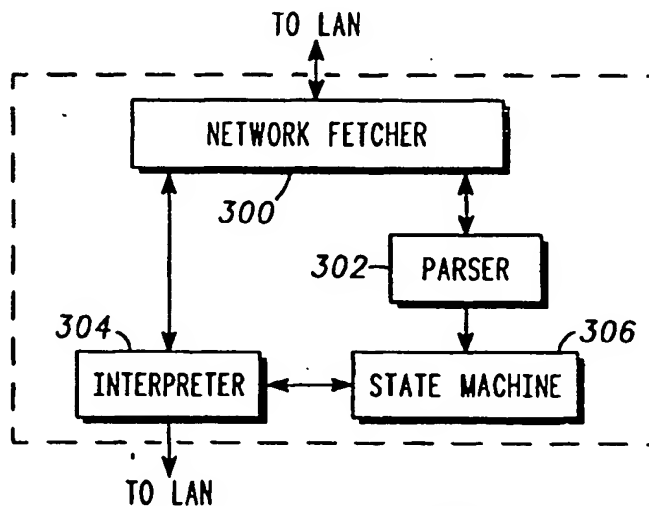 TO LAN
NETWORK FETCHER
300
302
PARSER
304
306
INTERPRETER
STATE MACHINE
TO LAN